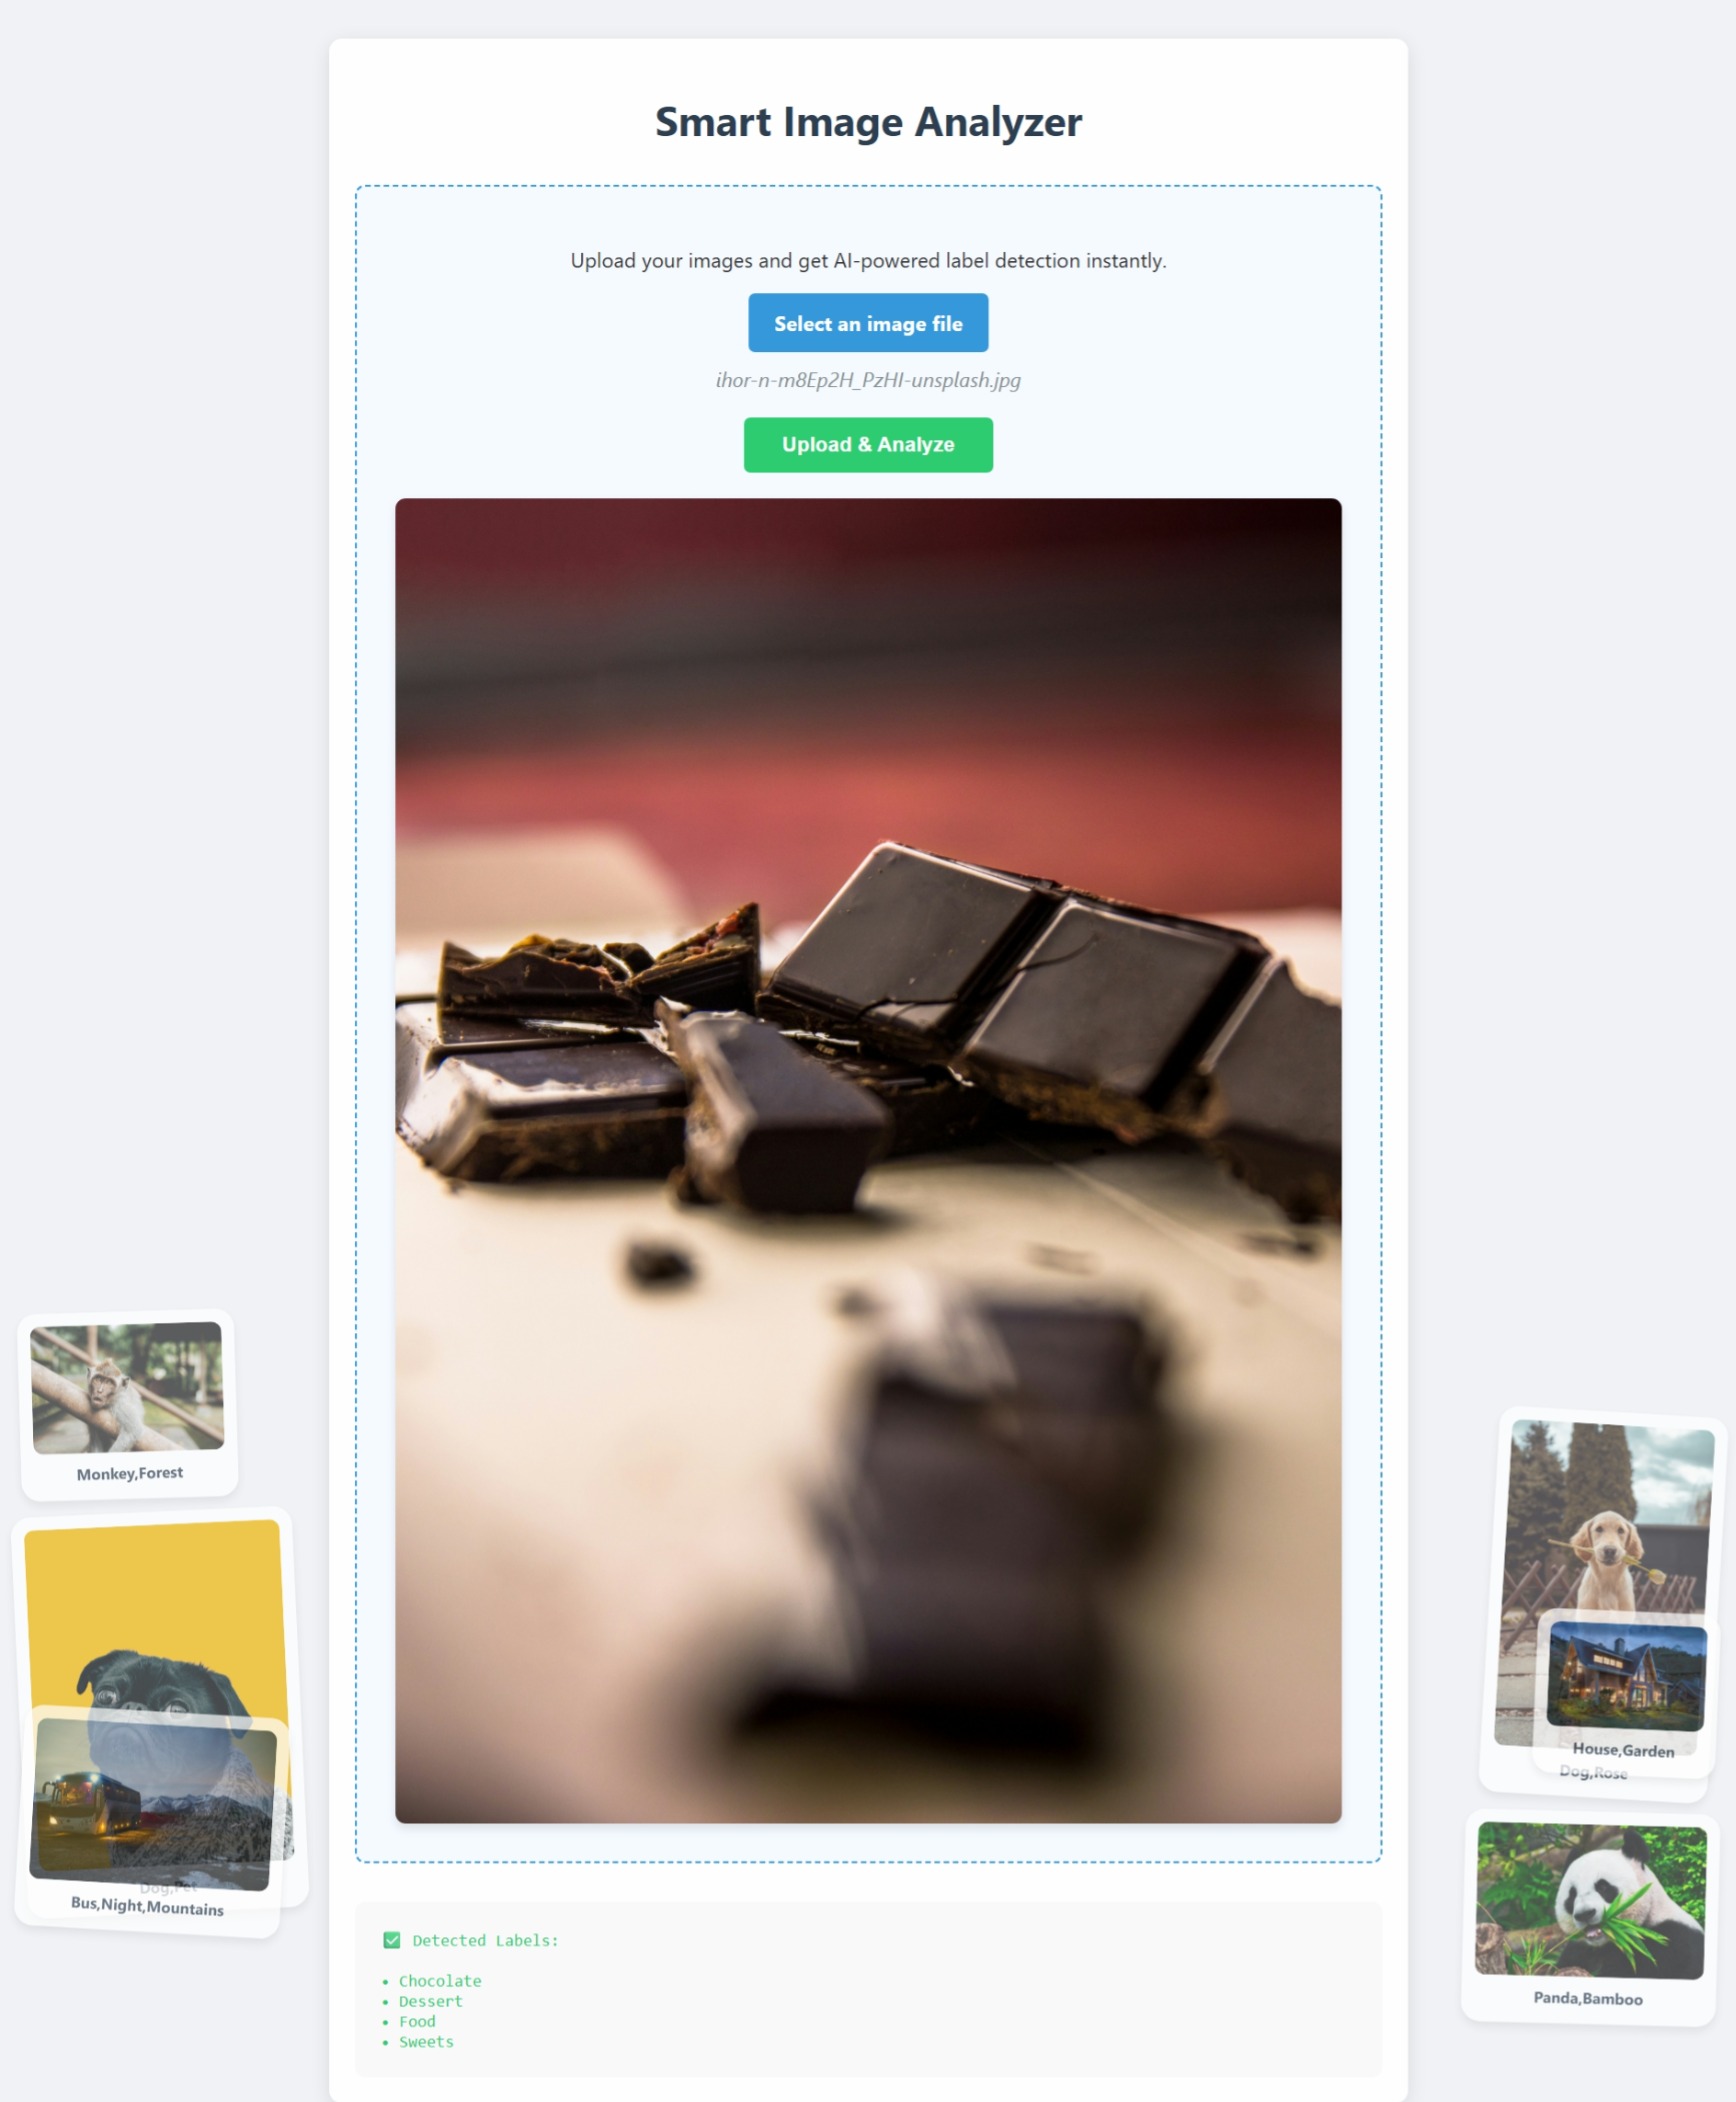 Smart Image Analyzer
Upload your images and get AI-powered label detection instantly.
Select an image file
ihor-n-m8Ep2H_PzHI-unsplash.jpg
Upload & Analyze
Monkey,Forest
Dog,Pet
Bus,Night,Mountains
House,Garden
Dog,Rose
Panda,Bamboo
✅ Detected Labels:
• Chocolate
• Dessert
• Food
• Sweets